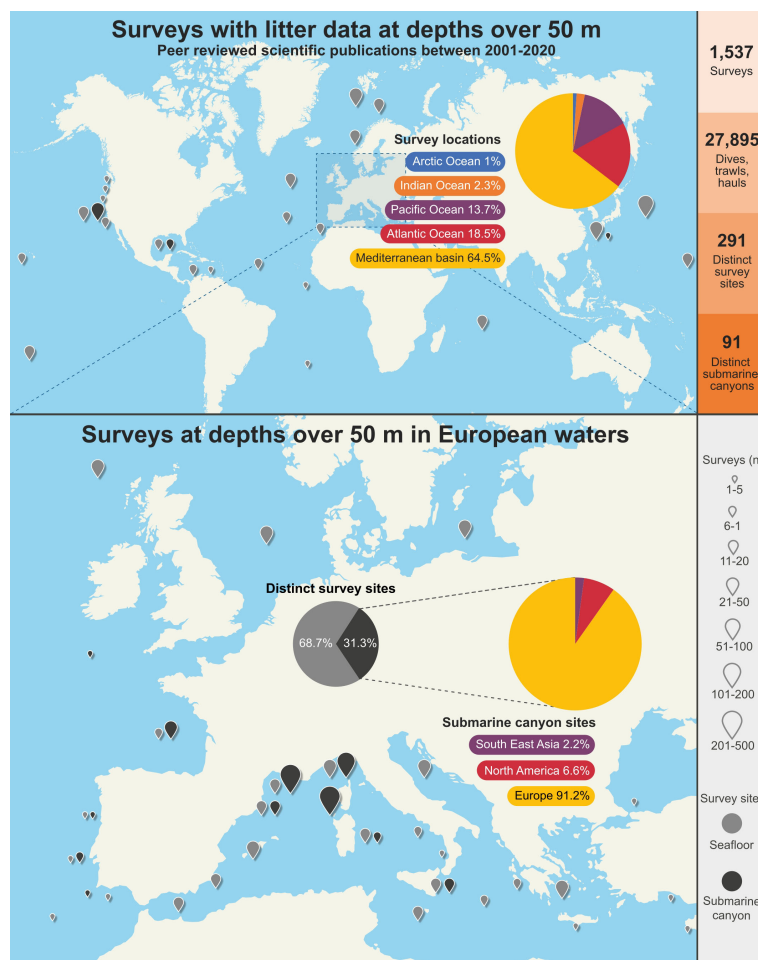 Surveys with litter data at depths over 50 m
Peer reviewed scientific publications between 2001-2020
1,537
Surveys
27,895
Dives,
trawls,
hauls
291
Distinct
survey
sites
91
Distinct
submarine
canyons
Survey locations
Arctic Ocean 1%
Indian Ocean 2.3%
Pacific Ocean 13.7%
Atlantic Ocean 18.5%
Mediterranean basin 64.5%
Surveys at depths over 50 m in European waters
Distinct survey sites
68.7%
31.3%
Submarine canyon sites
South East Asia 2.2%
North America 6.6%
Europe 91.2%
Surveys (n
1-5
6-1
11-20
21-50
51-100
101-200
201-500
Survey site
Seafloor
Submarine
canyon